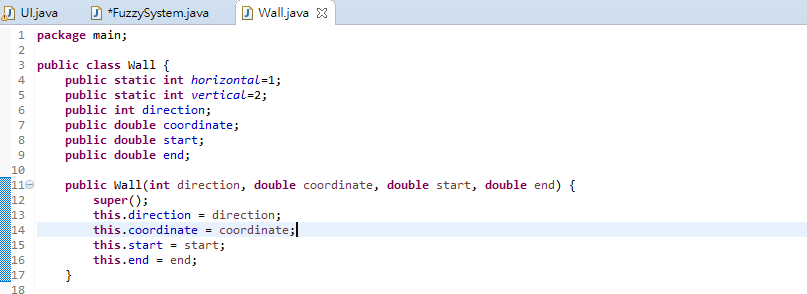 UI.java *FuzzySystem.java Wall.java
1 package main;
2
3 public class Wall {
4     public static int horizontal=1;
5     public static int vertical=2;
6     public int direction;
7     public double coordinate;
8     public double start;
9     public double end;
10
11     public Wall(int direction, double coordinate, double start, double end) {
12         super();
13         this.direction = direction;
14         this.coordinate = coordinate;
15         this.start = start;
16         this.end = end;
17     }
18